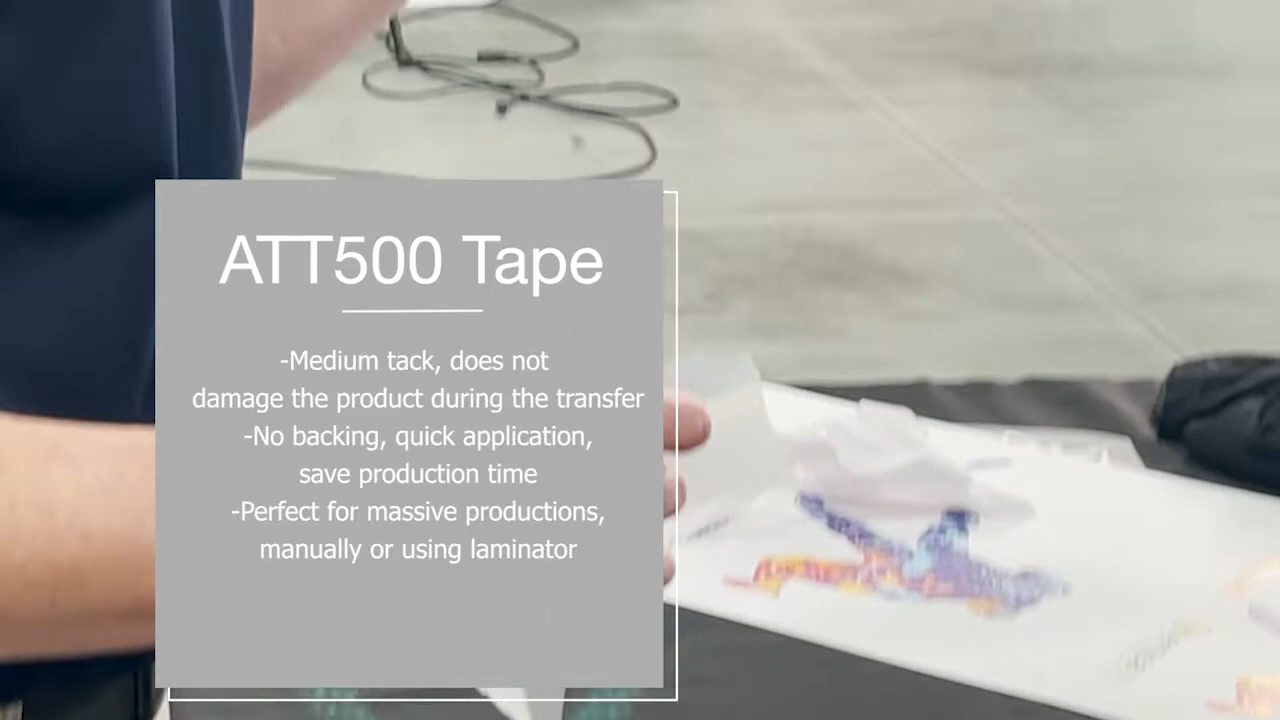 ATT500 Tape
-Medium tack, does not
damage the product during the transfer
-No backing, quick application,
save production time
-Perfect for massive productions,
manually or using laminator